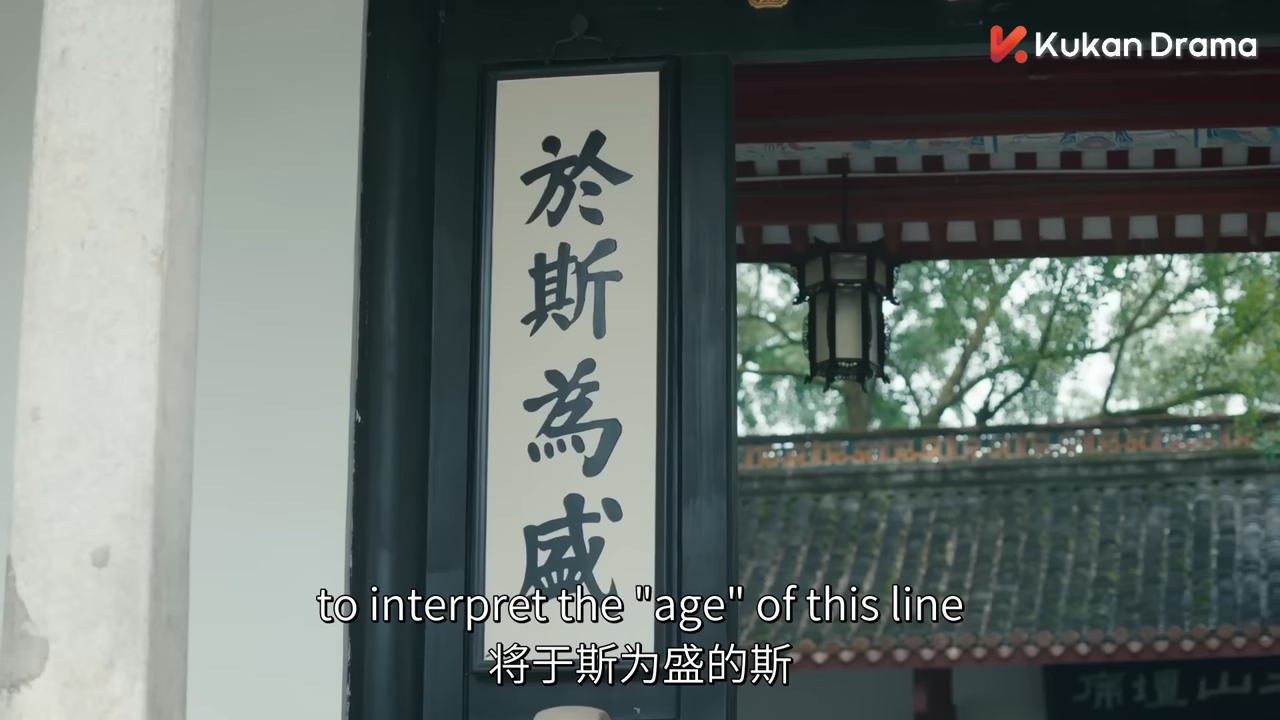 Kukan Drama
於斯為盛
to interpret the "age" of this line
将于斯为盛的斯